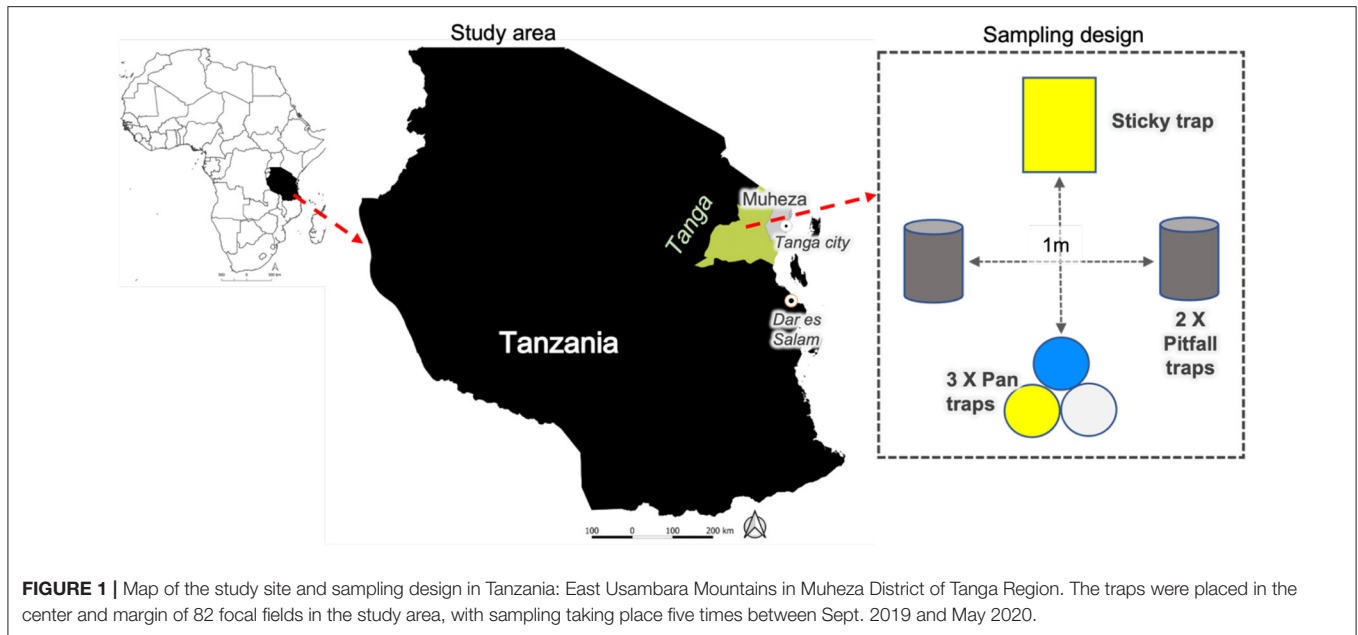 Study area
Sampling design
Sticky trap
Muheza
Tanga
Tanga city
1m
Dar es
Salam
Tanzania
2 X
Pitfall
traps
3 X Pan
traps
100 0 100 200 km
FIGURE 1 | Map of the study site and sampling design in Tanzania: East Usambara Mountains in Muheza District of Tanga Region. The traps were placed in the
center and margin of 82 focal fields in the study area, with sampling taking place five times between Sept. 2019 and May 2020.